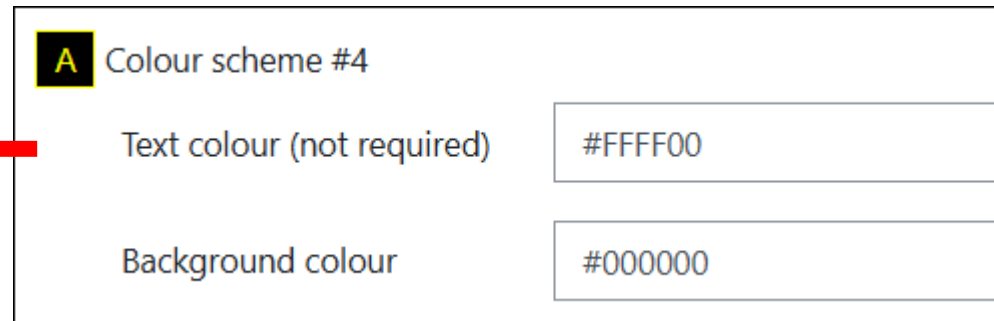 A Colour scheme #4
Text colour (not required) #FFFF00
Background colour #000000